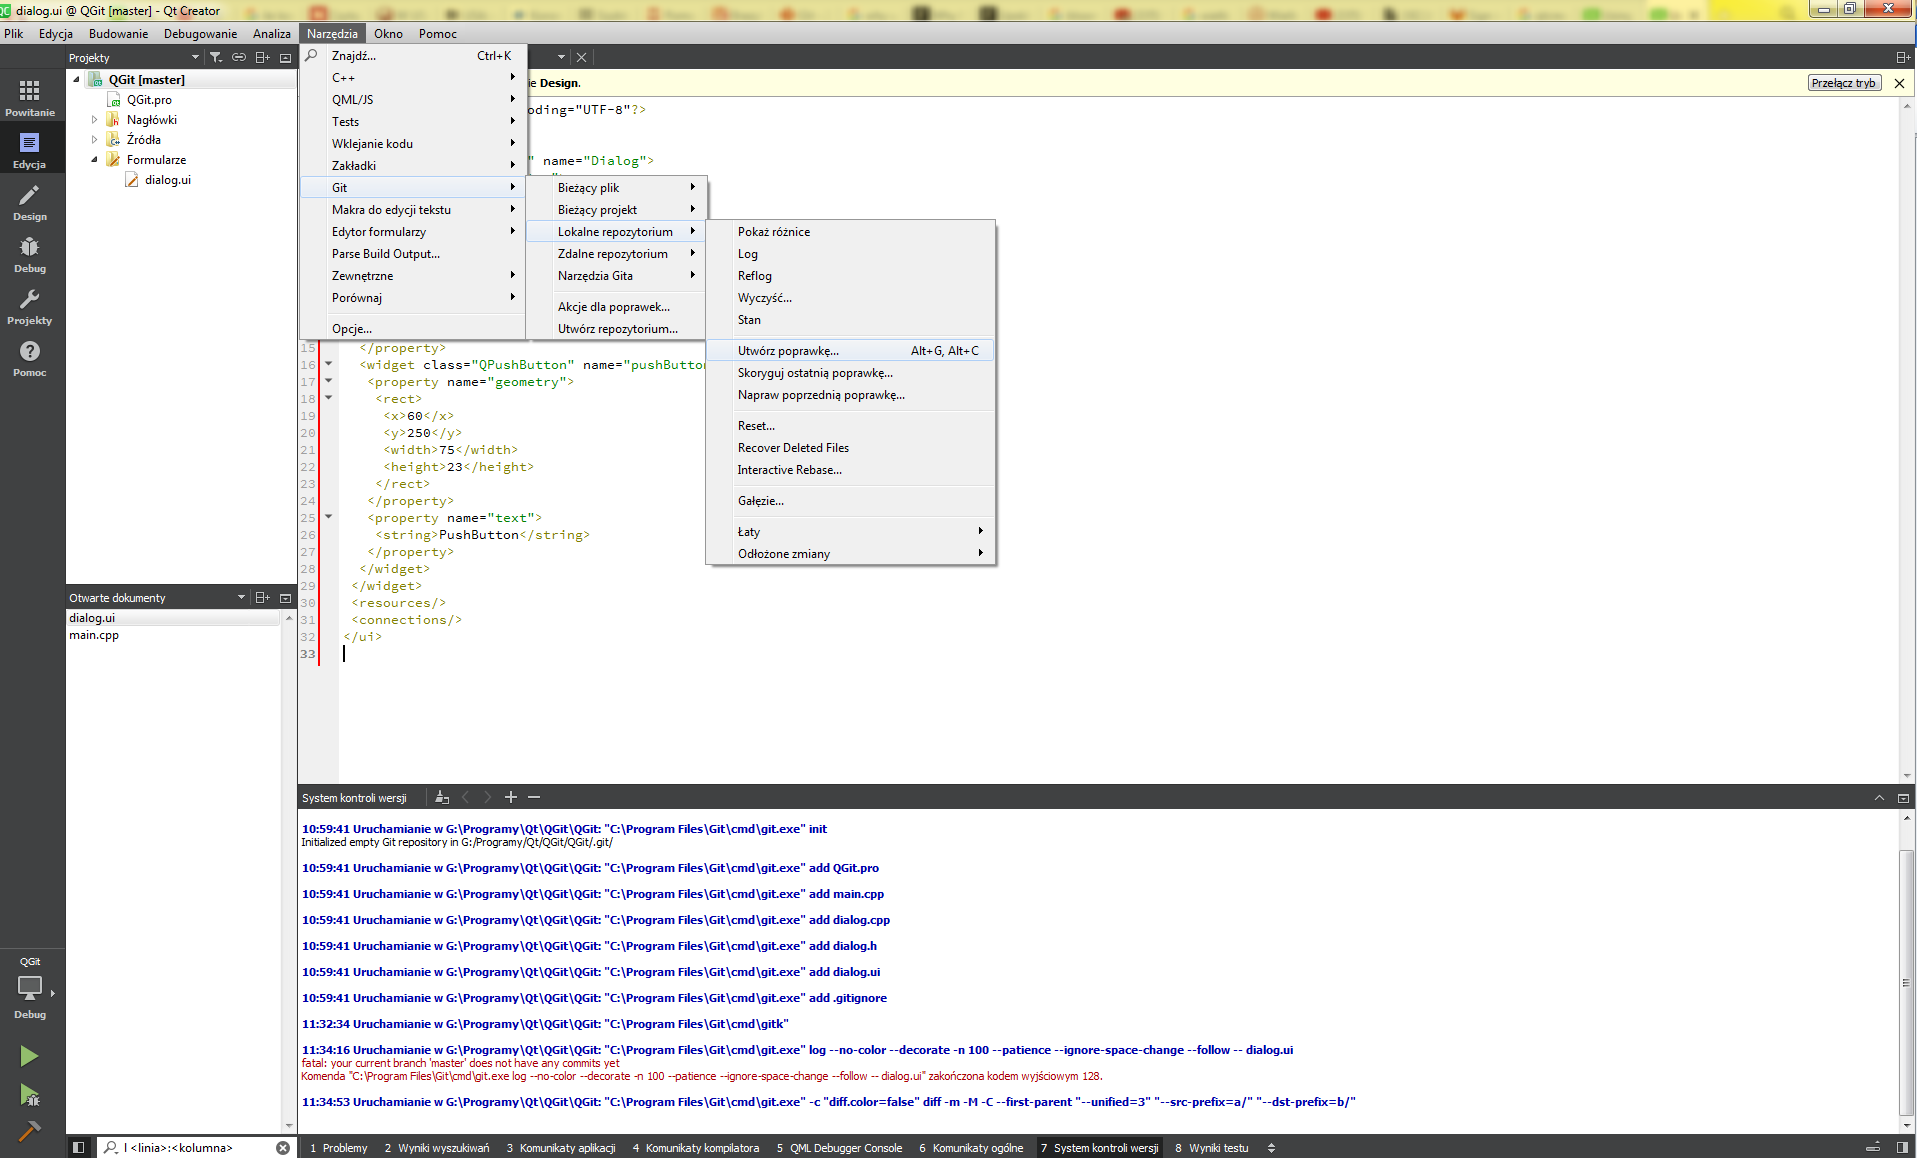 dialog.ui @ QGit [master] - Qt Creator
Plik Edycja Budowanie Debugowanie Analiza Narzędzia Okno Pomoc
Projekty
QGit [master]
QGit.pro
Nagłówki
Źródła
Formularze
dialog.ui
Powitanie
Edycja
Design
Debug
Projekty
Pomoc
Znajdź... Ctrl+K
C++
QML/JS
Tests
Wklejanie kodu
Zakładki
Git
Makra do edycji tekstu
Edytor formularzy
Parse Build Output...
Zewnętrzne
Porównaj
Opcje...
Bieżący plik
Bieżący projekt
Lokalne repozytorium
Zdalne repozytorium
Narzędzia Gita
Akcje dla poprawek...
Utwórz repozytorium...
Pokaż różnice
Log
Reflog
Wyczyść...
Stan
Utwórz poprawkę... Alt+G, Alt+C
Skoryguj ostatnią poprawkę...
Napraw poprzednią poprawkę...
Reset...
Recover Deleted Files
Interactive Rebase...
Gałęzie...
Łaty
Odłożone zmiany
ie Design.
Przełącz tryb
oding="UTF-8"?>
" name="Dialog">
15 </property>
16 <widget class="QPushButton" name="pushButton
17 <property name="geometry">
18 <rect>
19 <x>60</x>
20 <y>250</y>
21 <width>75</width>
22 <height>23</height>
23 </rect>
24 </property>
25 <property name="text">
26 <string>PushButton</string>
27 </property>
28 </widget>
29 </widget>
30 <resources/>
31 <connections/>
32 </ui>
33
Otwarte dokumenty
dialog.ui
main.cpp
System kontroli wersji
10:59:41 Uruchamianie w G:\Programy\Qt\QGit\QGit: "C:\Program Files\Git\cmd\git.exe" init
Initialized empty Git repository in G:/Programy/Qt/QGit/QGit/.git/
10:59:41 Uruchamianie w G:\Programy\Qt\QGit\QGit: "C:\Program Files\Git\cmd\git.exe" add QGit.pro
10:59:41 Uruchamianie w G:\Programy\Qt\QGit\QGit: "C:\Program Files\Git\cmd\git.exe" add main.cpp
10:59:41 Uruchamianie w G:\Programy\Qt\QGit\QGit: "C:\Program Files\Git\cmd\git.exe" add dialog.cpp
10:59:41 Uruchamianie w G:\Programy\Qt\QGit\QGit: "C:\Program Files\Git\cmd\git.exe" add dialog.h
10:59:41 Uruchamianie w G:\Programy\Qt\QGit\QGit: "C:\Program Files\Git\cmd\git.exe" add dialog.ui
10:59:41 Uruchamianie w G:\Programy\Qt\QGit\QGit: "C:\Program Files\Git\cmd\git.exe" add .gitignore
11:32:34 Uruchamianie w G:\Programy\Qt\QGit\QGit: "C:\Program Files\Git\cmd\gitk"
11:34:16 Uruchamianie w G:\Programy\Qt\QGit\QGit: "C:\Program Files\Git\cmd\git.exe" log --no-color --decorate -n 100 --patience --ignore-space-change --follow -- dialog.ui
fatal: your current branch 'master' does not have any commits yet
Komenda "C:\Program Files\Git\cmd\git.exe log --no-color --decorate -n 100 --patience --ignore-space-change --follow -- dialog.ui" zakończona kodem wyjściowym 128.
11:34:53 Uruchamianie w G:\Programy\Qt\QGit\QGit: "C:\Program Files\Git\cmd\git.exe" -c "diff.color=false" diff -m -M -C --first-parent "--unified=3" "--src-prefix=a/" "--dst-prefix=b/"
QGit
Debug
l <linia>:<kolumna>
1 Problemy 2 Wyniki wyszukiwań 3 Komunikaty aplikacji 4 Komunikaty kompilatora 5 QML Debugger Console 6 Komunikaty ogólne 7 System kontroli wersji 8 Wyniki testu